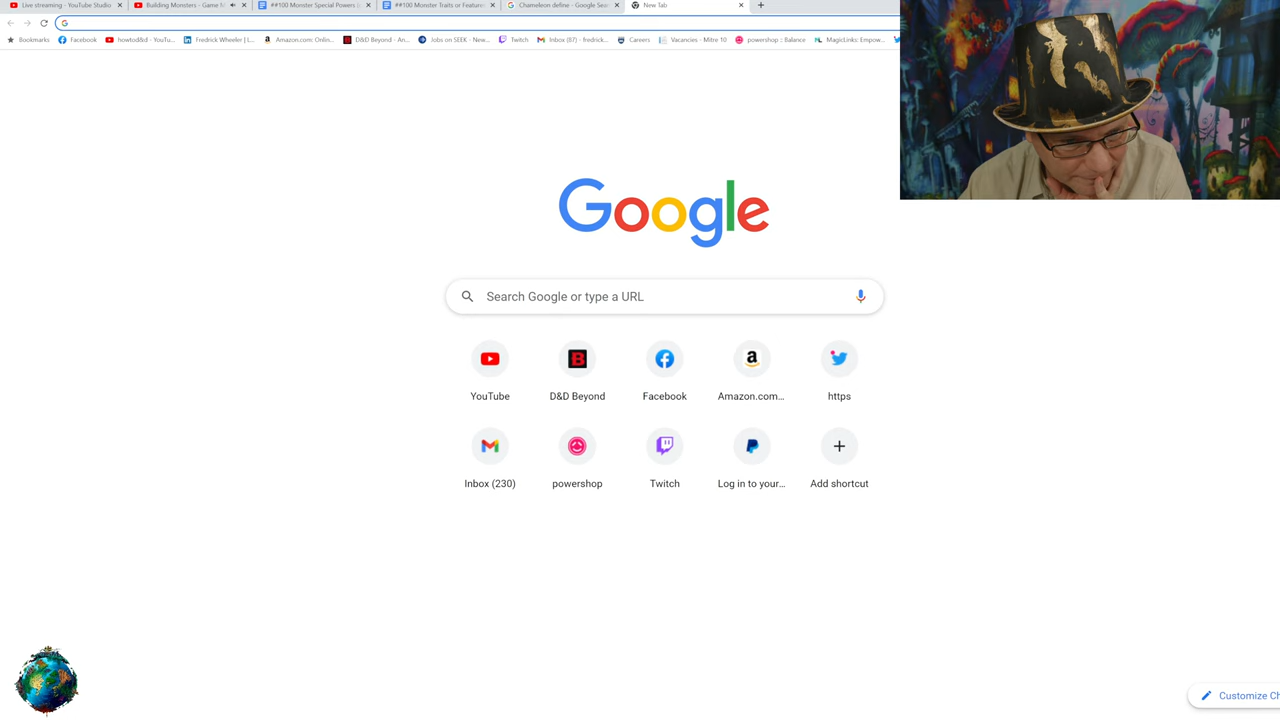 Live streaming - YouTube Studio
Building Monsters - Game M
##100 Monster Special Powers (a
##100 Monster Traits or Feature
Chameleon define - Google Sear
New Tab
Bookmarks
Facebook
howtod&d - YouTu...
Fredrick Wheeler | L...
Amazon.com: Onlin...
D&D Beyond - An...
Jobs on SEEK - New...
Twitch
Inbox (87) - fredrick...
Careers
Vacancies - Mitre 10
powershop :: Balance
MagicLinks: Empow...
Google
Search Google or type a URL
YouTube
D&D Beyond
Facebook
Amazon.com...
https
Inbox (230)
powershop
Twitch
Log in to your...
Add shortcut
Customize Ch